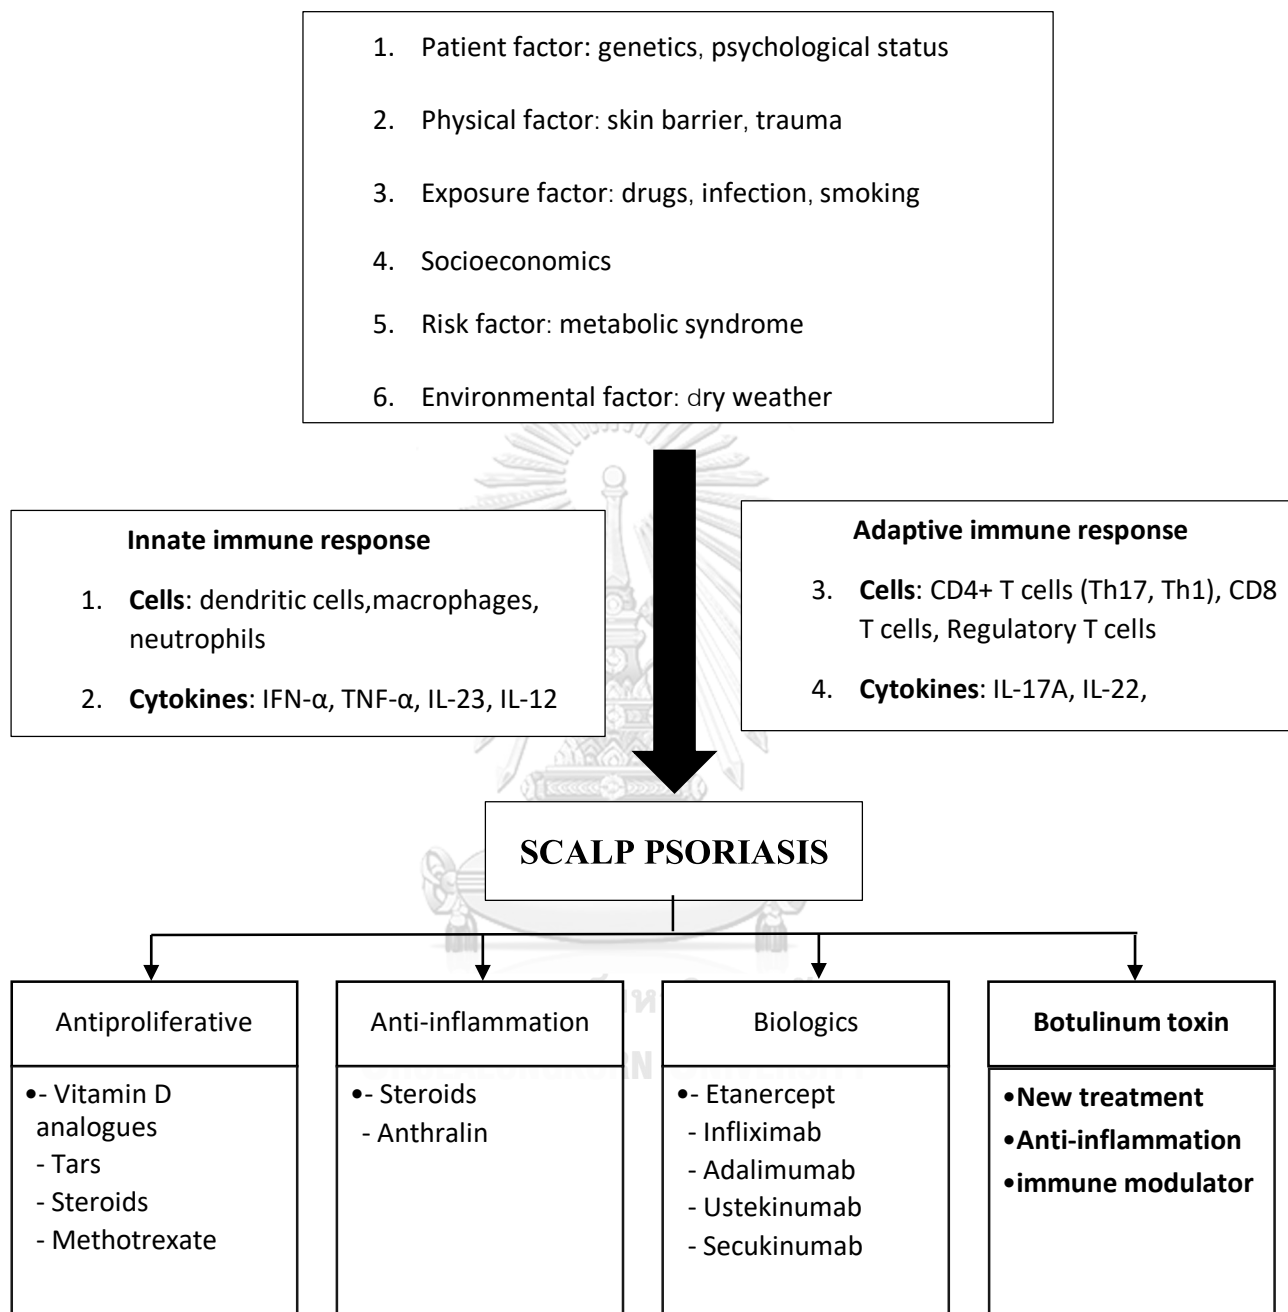 1. Patient factor: genetics, psychological status
2. Physical factor: skin barrier, trauma
3. Exposure factor: drugs, infection, smoking
4. Socioeconomics
5. Risk factor: metabolic syndrome
6. Environmental factor: dry weather
Innate immune response
1. Cells: dendritic cells,macrophages,
neutrophils
2. Cytokines: IFN-α, TNF-α, IL-23, IL-12
Adaptive immune response
3. Cells: CD4+ T cells (Th17, Th1), CD8
T cells, Regulatory T cells
4. Cytokines: IL-17A, IL-22,
SCALP PSORIASIS
Antiproliferative
•- Vitamin D
analogues
- Tars
- Steroids
- Methotrexate
Anti-inflammation
•- Steroids
- Anthralin
Biologics
•- Etanercept
- Infliximab
- Adalimumab
- Ustekinumab
- Secukinumab
Botulinum toxin
•New treatment
•Anti-inflammation
•immune modulator